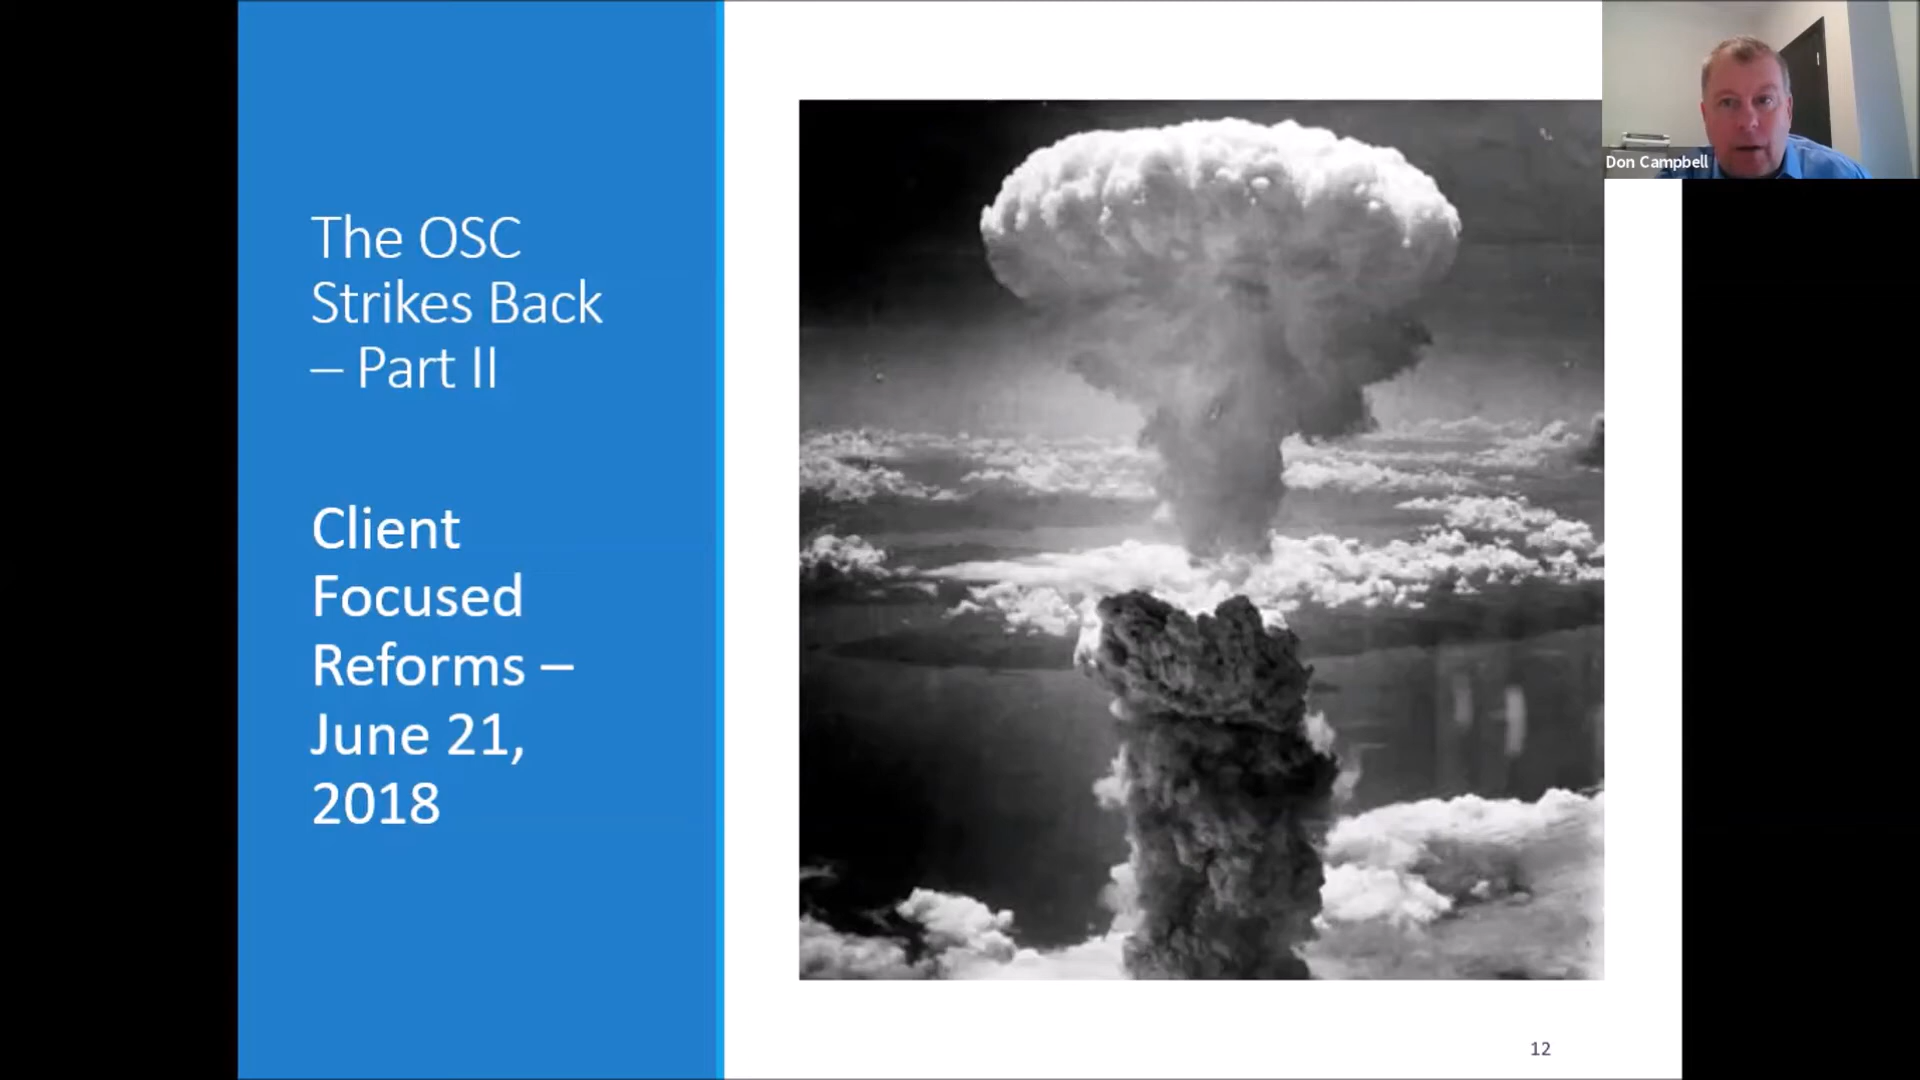 The OSC
Strikes Back
– Part II
Client
Focused
Reforms –
June 21,
2018
Don Campbell
12